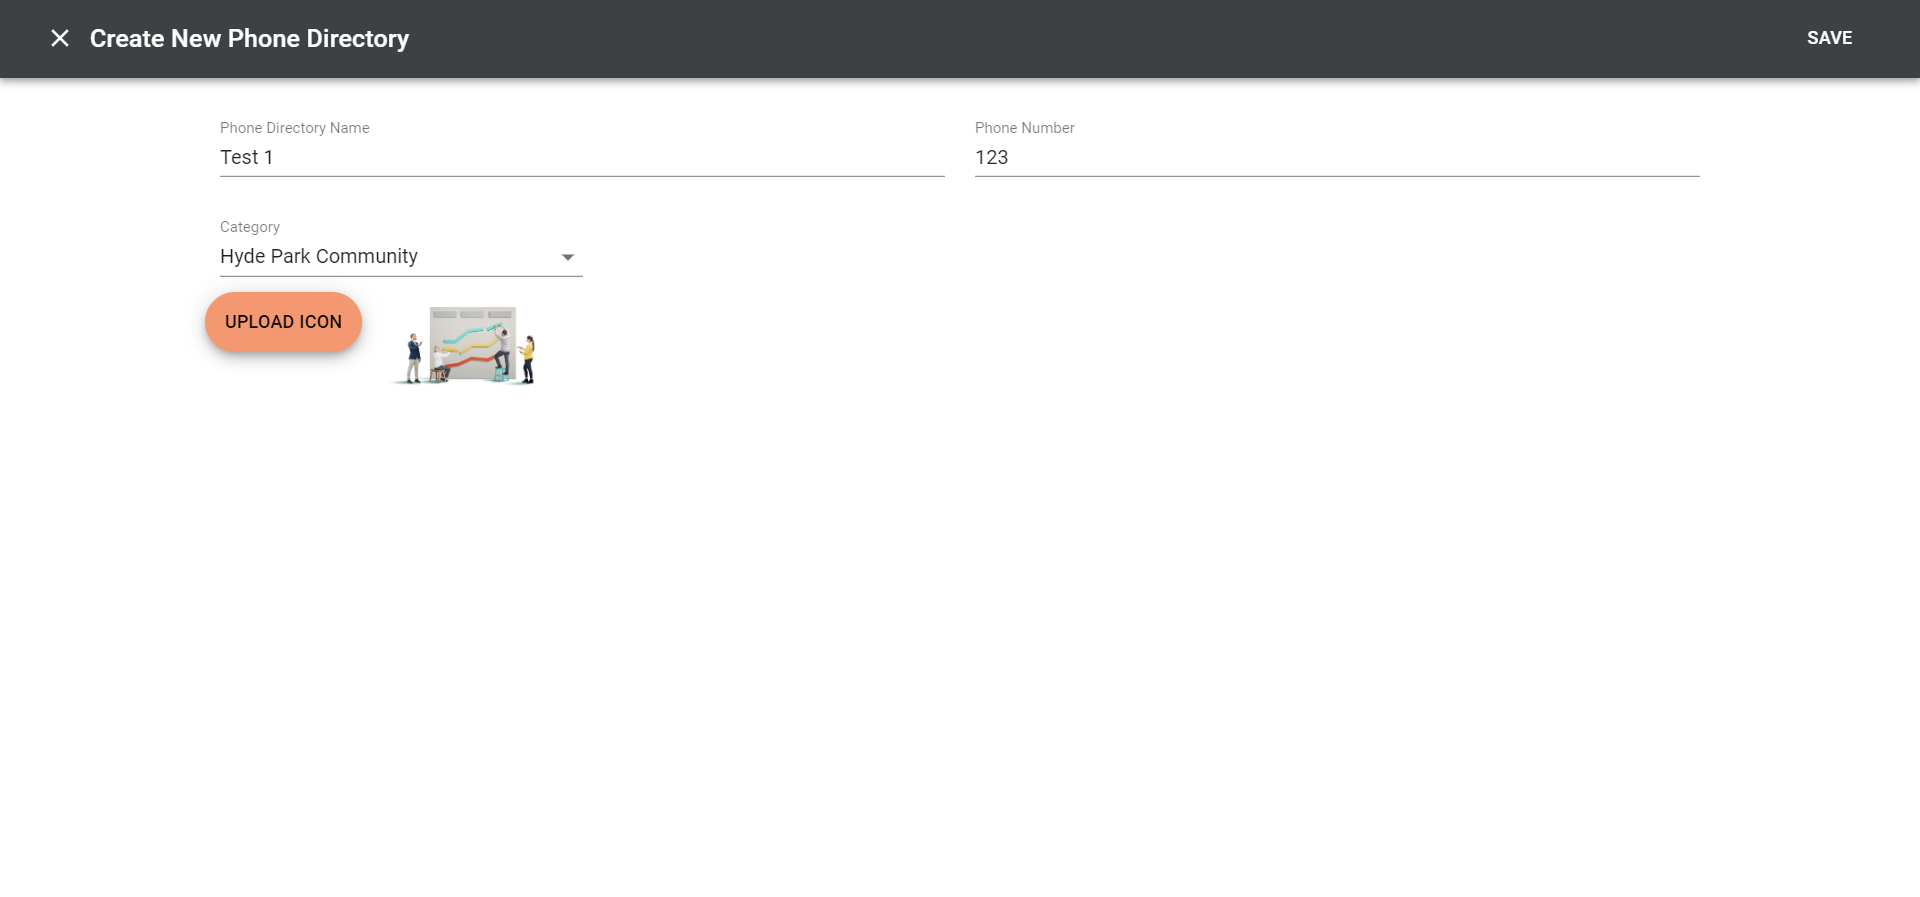 Create New Phone Directory
SAVE
Phone Directory Name
Phone Number
Test 1
123
Category
Hyde Park Community
UPLOAD ICON